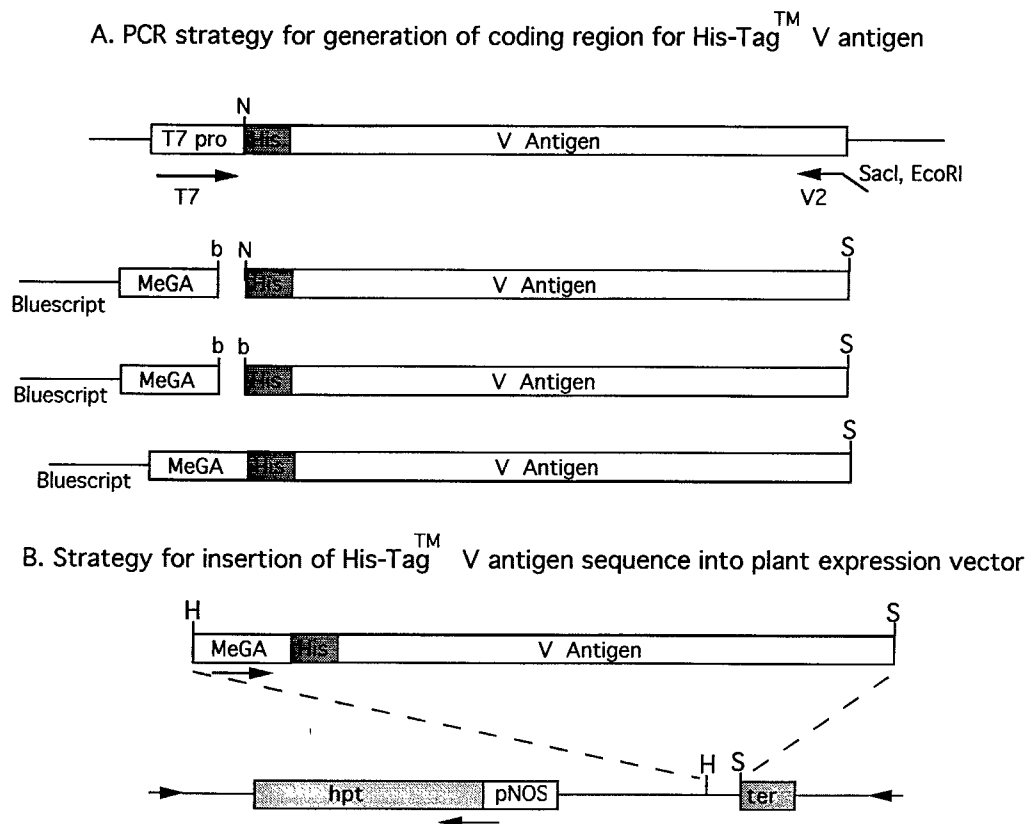 A. PCR strategy for generation of coding region for His-Tag™ V antigen
N
T7 pro His V Antigen
T7 V2 SacI, EcoRI
b N S
MeGA His V Antigen
Bluescript
b b S
MeGA His V Antigen
Bluescript
S
MeGA His V Antigen
Bluescript
B. Strategy for insertion of His-Tag™ V antigen sequence into plant expression vector
H S
MeGA His V Antigen
H S
hpt pNOS ter